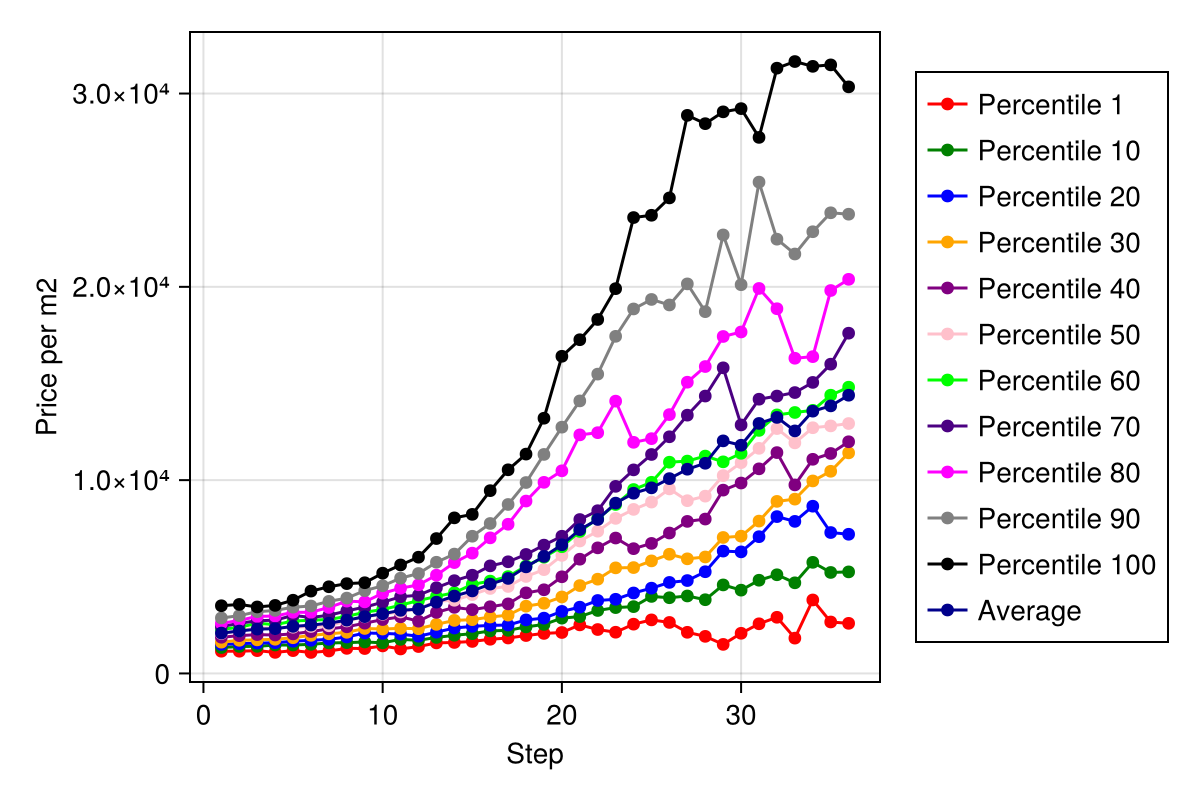 3.0×10⁴
2.0×10⁴
1.0×10⁴
0
Price per m2
0 10 20 30
Step
Percentile 1
Percentile 10
Percentile 20
Percentile 30
Percentile 40
Percentile 50
Percentile 60
Percentile 70
Percentile 80
Percentile 90
Percentile 100
Average